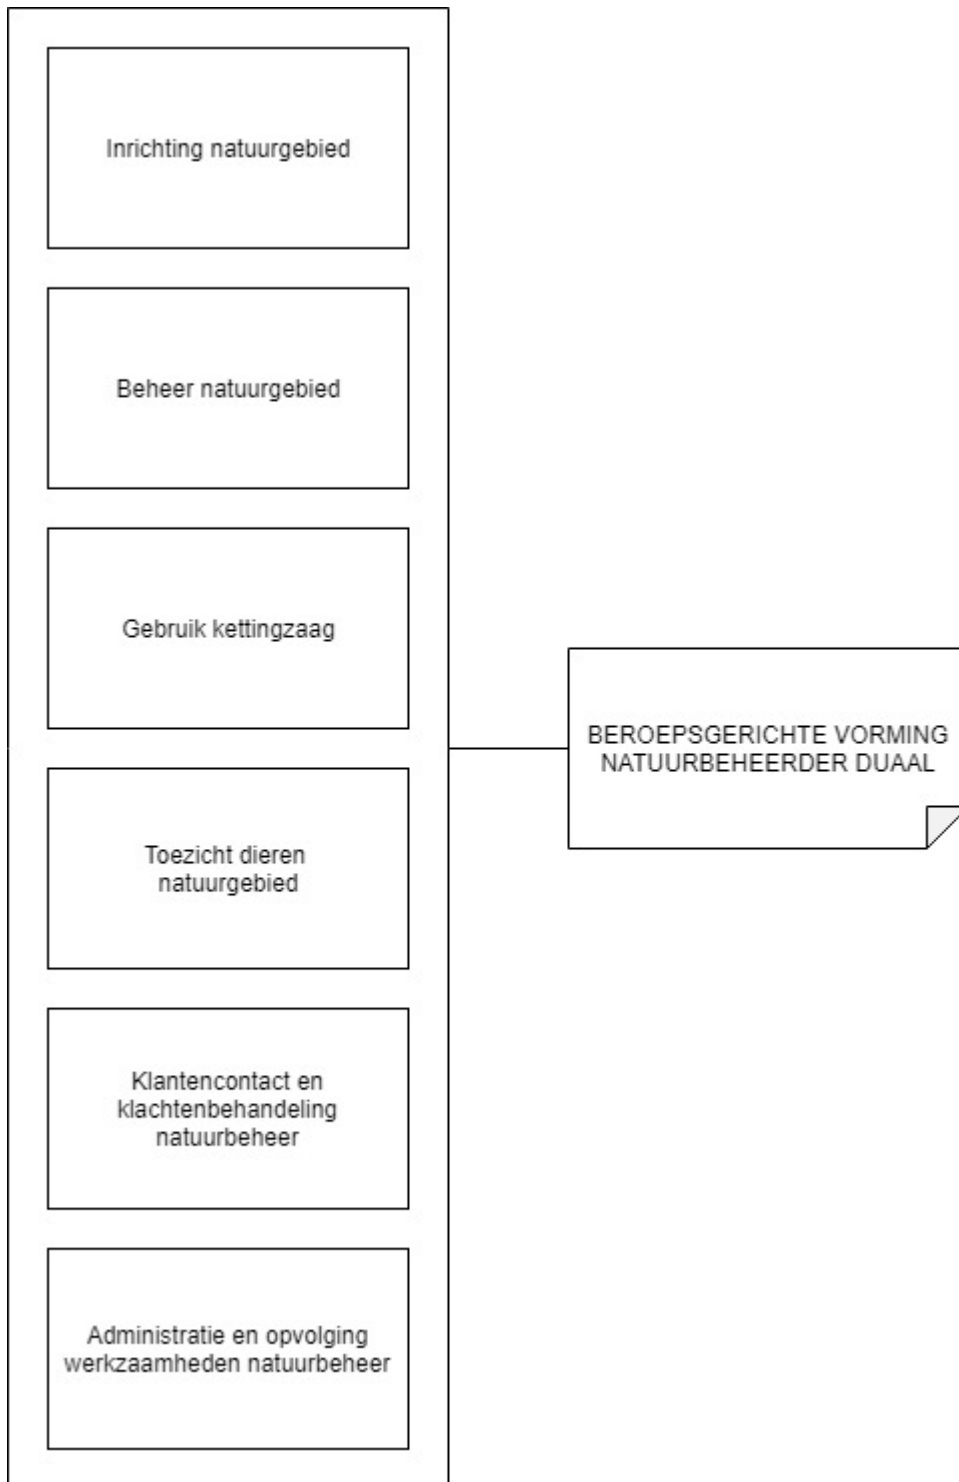 Inrichting natuurgebied
Beheer natuurgebied
Gebruik kettingzaag
Toezicht dieren
natuurgebied
Klantencontact en
klachtenbehandeling
natuurbeheer
Administratie en opvolging
werkzaamheden natuurbeheer
BEROEPSGERICHTE VORMING
NATUURBEHEERDER DUAAL